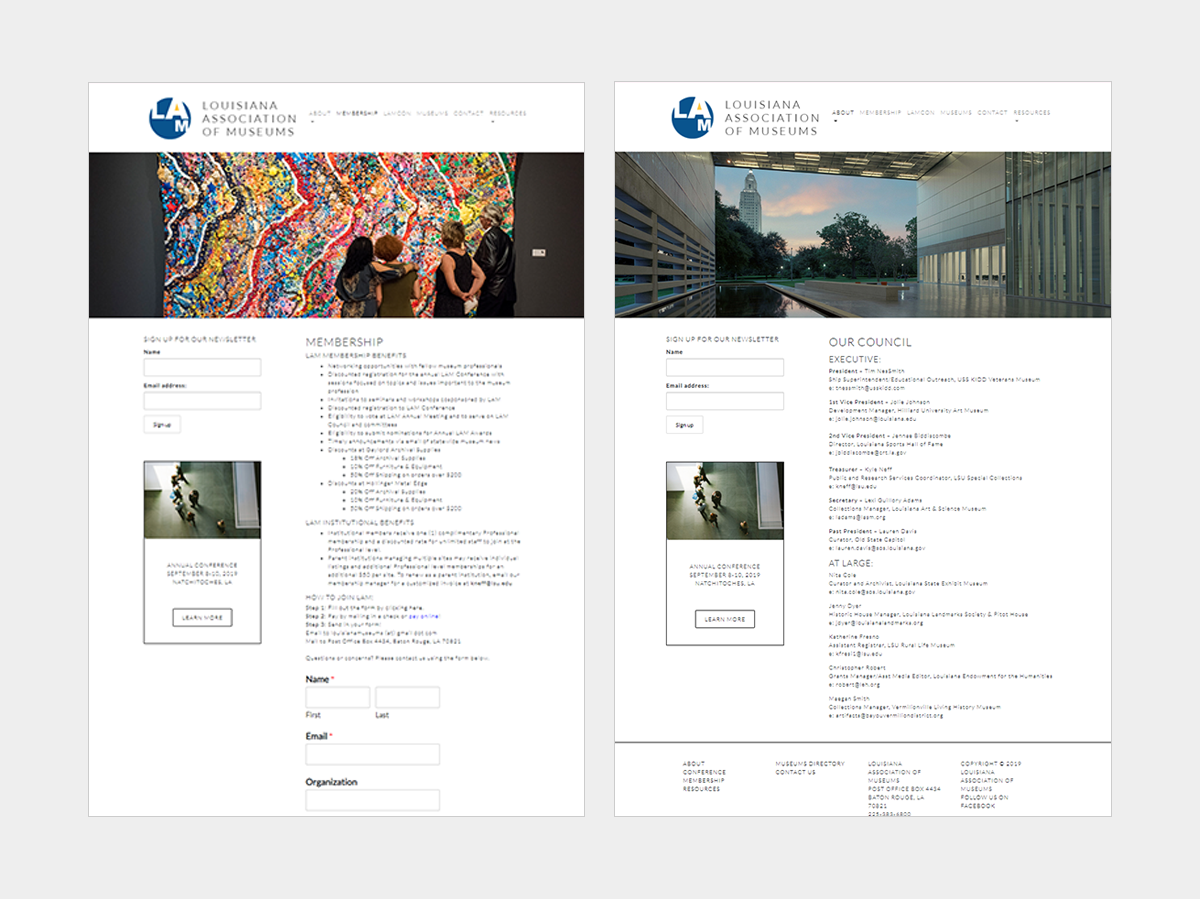 LAM
LOUISIANA
ASSOCIATION
OF MUSEUMS
ABOUT MEMBERSHIP LAMCON MUSEUMS CONTACT RESOURCES
SIGN UP FOR OUR NEWSLETTER
Name
Email address:
Sign up
ANNUAL CONFERENCE
SEPTEMBER 8-10, 2019
NATCHITOCHES, LA
LEARN MORE
MEMBERSHIP
LAM MEMBERSHIP BENEFITS
Networking opportunities with fellow museum professionals
Discounted registration for the annual LAM Conference with
sessions focused on topics and issues important to the museum
profession
Invitations to seminars and workshops cosponsored by LAM
Discounted registration to LAM Conference
Eligibility to vote at LAM Annual Meeting and to serve on LAM
Council and committees
Eligibility to submit nominations for Annual LAM Awards
Timely announcements via email of statewide museum news
Discounts at Gaylord Archival Supplies
15% Off Archival Supplies
10% Off Furniture & Equipment
50% Off Shipping on orders over $200
Discounts at Hollinger Metal Edge
20% Off Archival Supplies
10% Off Furniture & Equipment
50% Off Shipping on orders over $200
LAM INSTITUTIONAL BENEFITS
Institutional members receive one (1) complimentary Professional
membership and a discounted rate for unlimited staff to join at the
Professional level.
Parent institutions managing multiple sites may receive individual
listings and additional Professional level memberships for an
additional $50 per site. To renew as a parent institution, email our
membership manager for a customized invoice at kneff@lsu.edu
HOW TO JOIN LAM:
Step 1: Fill out the form by clicking here.
Step 2: Pay by mailing in a check or pay online!
Step 3: Send in your form!
Email to louisianamuseums (at) gmail dot com
Mail to Post Office Box 4434, Baton Rouge, LA 70821
Questions or concerns? Please contact us using the form below.
Name *
First Last
Email *
Organization
LAM
LOUISIANA
ASSOCIATION
OF MUSEUMS
ABOUT MEMBERSHIP LAMCON MUSEUMS CONTACT RESOURCES
SIGN UP FOR OUR NEWSLETTER
Name
Email address:
Sign up
ANNUAL CONFERENCE
SEPTEMBER 8-10, 2019
NATCHITOCHES, LA
LEARN MORE
OUR COUNCIL
EXECUTIVE:
President – Tim NesSmith
Ship Superintendent/Educational Outreach, USS KIDD Veterans Museum
e: tnessmith@usskidd.com
1st Vice President – Jolie Johnson
Development Manager, Hilliard University Art Museum
e: jolie.johnson@louisiana.edu
2nd Vice President – Jennae Biddiscombe
Director, Louisiana Sports Hall of Fame
e: jbiddiscombe@crt.la.gov
Treasurer – Kyle Neff
Public and Research Services Coordinator, LSU Special Collections
e: kneff@lsu.edu
Secretary – Lexi Guillory Adams
Collections Manager, Louisiana Art & Science Museum
e: ladams@lasm.org
Past President – Lauren Davis
Curator, Old State Capitol
e: lauren.davis@sos.louisiana.gov
AT LARGE:
Nita Cole
Curator and Archivist, Louisiana State Exhibit Museum
e: nita.cole@sos.louisiana.gov
Jenny Dyer
Historic House Manager, Louisiana Landmarks Society & Pitot House
e: jdyer@louisianalandmarks.org
Katherine Fresno
Assistant Registrar, LSU Rural Life Museum
e: kfresl1@lsu.edu
Christopher Robert
Grants Manager/Asst Media Editor, Louisiana Endowment for the Humanities
e: robert@leh.org
Maegan Smith
Collections Manager, Vermilionville Living History Museum
e: artifacts@bayouvermiliondistrict.org
ABOUT
CONFERENCE
MEMBERSHIP
RESOURCES
MUSEUMS DIRECTORY
CONTACT US
LOUISIANA
ASSOCIATION OF
MUSEUMS
POST OFFICE BOX 4434
BATON ROUGE, LA
70821
225-383-6800
COPYRIGHT © 2019
LOUISIANA
ASSOCIATION OF
MUSEUMS
FOLLOW US ON
FACEBOOK